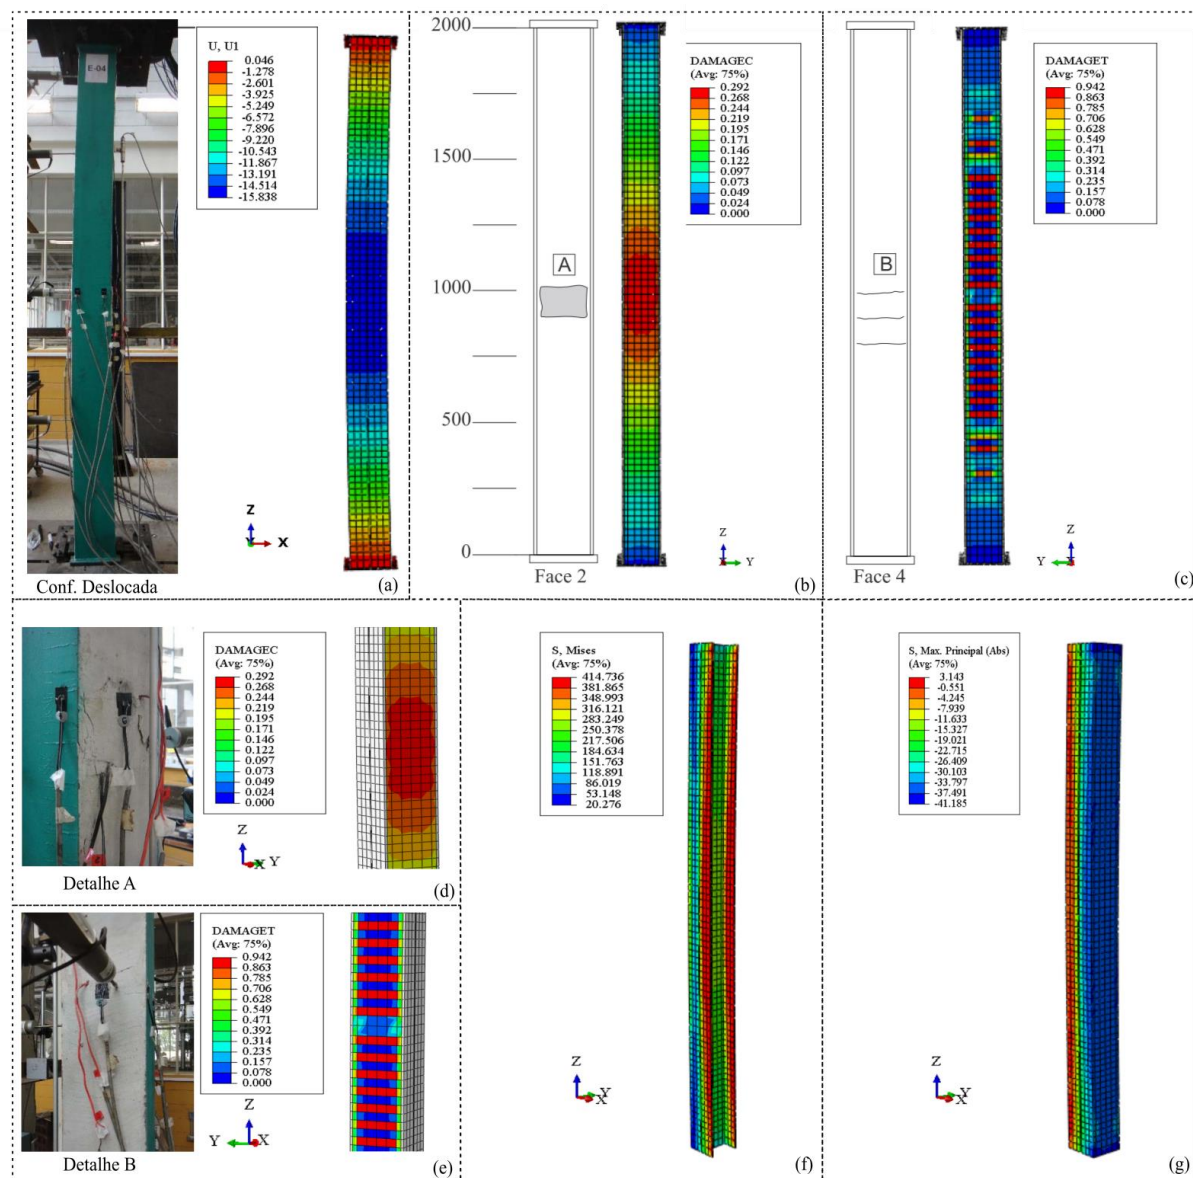 E-04
U, U1
0.046
-1.278
-2.601
-3.925
-5.249
-6.572
-7.896
-9.220
-10.543
-11.867
-13.191
-14.514
-15.838
Z
X
Conf. Deslocada
(a)
2000
1500
1000
500
0
A
Face 2
DAMAGEC
(Avg: 75%)
0.292
0.268
0.244
0.219
0.195
0.171
0.146
0.122
0.097
0.073
0.049
0.024
0.000
Z
Y
(b)
B
Face 4
DAMAGET
(Avg: 75%)
0.942
0.863
0.785
0.706
0.628
0.549
0.471
0.392
0.314
0.235
0.157
0.078
0.000
Z
Y
(c)
Detalhe A
DAMAGEC
(Avg: 75%)
0.292
0.268
0.244
0.219
0.195
0.171
0.146
0.122
0.097
0.073
0.049
0.024
0.000
Z
X Y
(d)
Detalhe B
DAMAGET
(Avg: 75%)
0.942
0.863
0.785
0.706
0.628
0.549
0.471
0.392
0.314
0.235
0.157
0.078
0.000
Z
Y X
(e)
S, Mises
(Avg: 75%)
414.736
381.865
348.993
316.121
283.249
250.378
217.506
184.634
151.763
118.891
86.019
53.148
20.276
Z
Y
X
(f)
S, Max. Principal (Abs)
(Avg: 75%)
3.143
-0.551
-4.245
-7.939
-11.633
-15.327
-19.021
-22.715
-26.409
-30.103
-33.797
-37.491
-41.185
Z
Y
X
(g)